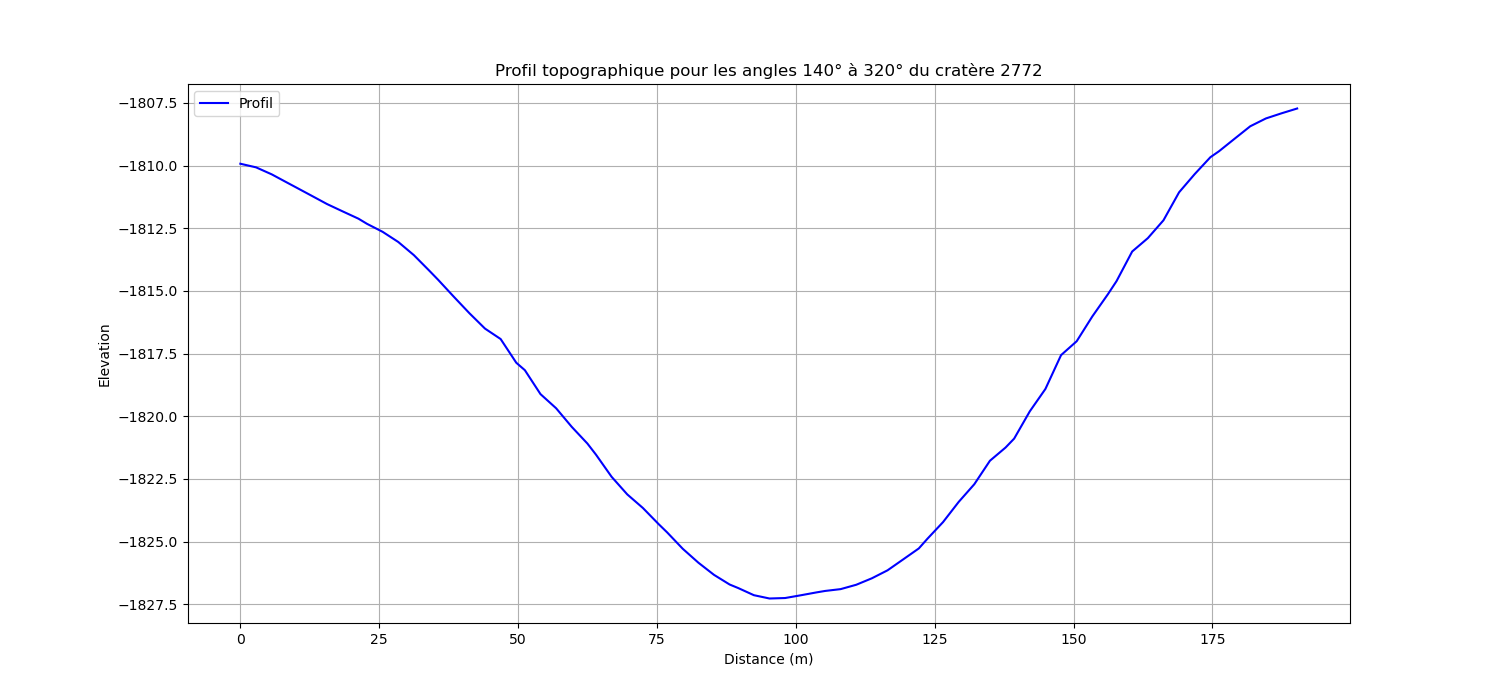 Profil topographique pour les angles 140° à 320° du cratère 2772
Profil
−1807.5
−1810.0
−1812.5
−1815.0
−1817.5
−1820.0
−1822.5
−1825.0
−1827.5
Elevation
0 25 50 75 100 125 150 175
Distance (m)